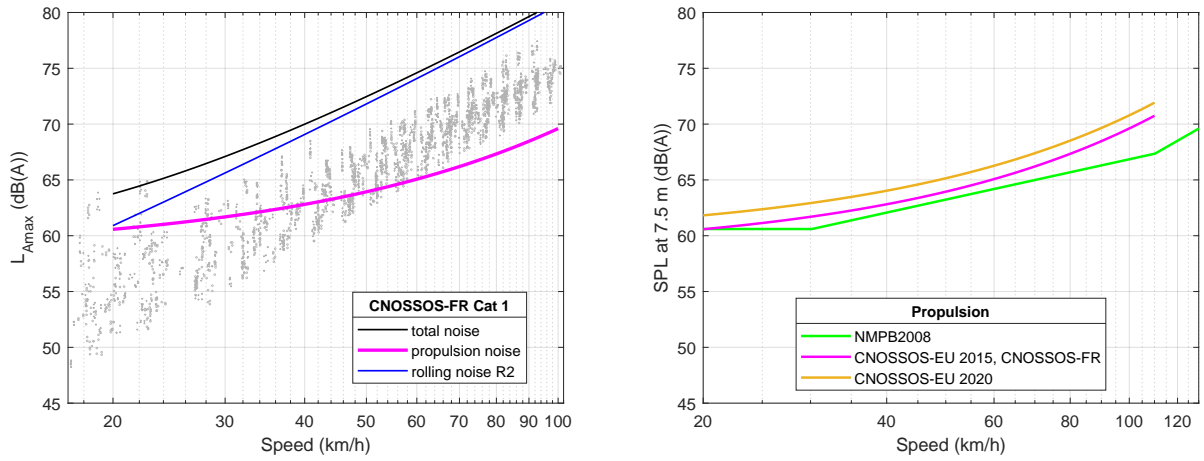 80
75
70
65
60
55
50
45
L_Amax (dB(A))
20 30 40 50 60 70 80 90 100
Speed (km/h)
CNOSSOS-FR Cat 1
total noise
propulsion noise
rolling noise R2
80
75
70
65
60
55
50
45
SPL at 7.5 m (dB(A))
20 40 60 80 100 120
Speed (km/h)
Propulsion
NMPB2008
CNOSSOS-EU 2015, CNOSSOS-FR
CNOSSOS-EU 2020